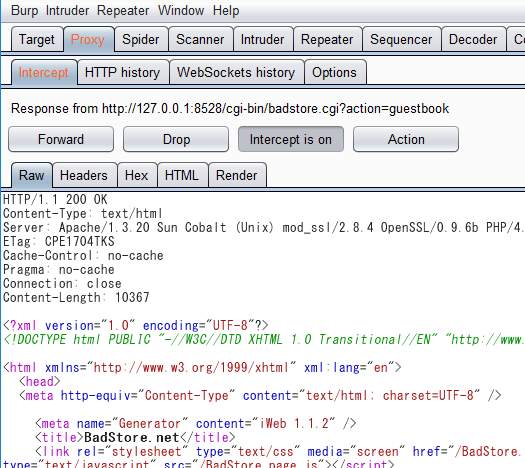 Burp Intruder Repeater Window Help
Target Proxy Spider Scanner Intruder Repeater Sequencer Decoder
Intercept HTTP history WebSockets history Options
Response from http://127.0.0.1:8528/cgi-bin/badstore.cgi?action=guestbook
Forward Drop Intercept is on Action
Raw Headers Hex HTML Render
HTTP/1.1 200 OK
Content-Type: text/html
Server: Apache/1.3.20 Sun Cobalt (Unix) mod_ssl/2.8.4 OpenSSL/0.9.6b PHP/4.
ETag: CPE1704TKS
Cache-Control: no-cache
Pragma: no-cache
Connection: close
Content-Length: 10367
<?xml version="1.0" encoding="UTF-8"?>
<!DOCTYPE html PUBLIC "-//W3C//DTD XHTML 1.0 Transitional//EN" "http://www.
<html xmlns="http://www.w3.org/1999/xhtml" xml:lang="en">
<head>
<meta http-equiv="Content-Type" content="text/html; charset=UTF-8" />
<meta name="Generator" content="iWeb 1.1.2" />
<title>BadStore.net</title>
<link rel="stylesheet" type="text/css" media="screen" href="/BadStor
type="text/javascript" src="/BadStore_page.js"></script>